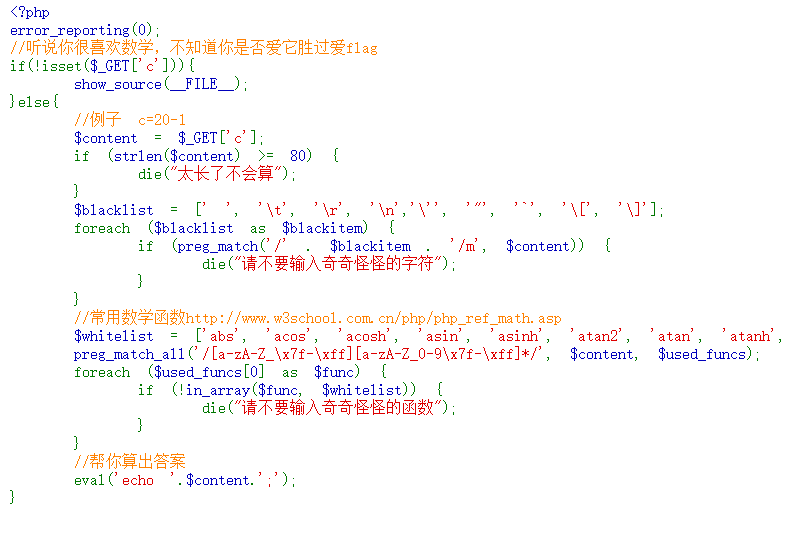 <?php
error_reporting(0);
//听说你很喜欢数学，不知道你是否爱它胜过爱flag
if(!isset($_GET['c'])){
show_source(__FILE__);
}else{
//例子 c=20-1
$content = $_GET['c'];
if (strlen($content) >= 80) {
die("太长了不会算");
}
$blacklist = [' ', '\t', '\r', '\n','\'', '"', '`', '\[', '\]'];
foreach ($blacklist as $blackitem) {
if (preg_match('/' . $blackitem . '/m', $content)) {
die("请不要输入奇奇怪怪的字符");
}
}
//常用数学函数http://www.w3school.com.cn/php/php_ref_math.asp
$whitelist = ['abs', 'acos', 'acosh', 'asin', 'asinh', 'atan2', 'atan', 'atanh',
preg_match_all('/[a-zA-Z_\x7f-\xff][a-zA-Z_0-9\x7f-\xff]*/', $content, $used_funcs);
foreach ($used_funcs[0] as $func) {
if (!in_array($func, $whitelist)) {
die("请不要输入奇奇怪怪的函数");
}
}
//帮你算出答案
eval('echo '.$content.';');
}